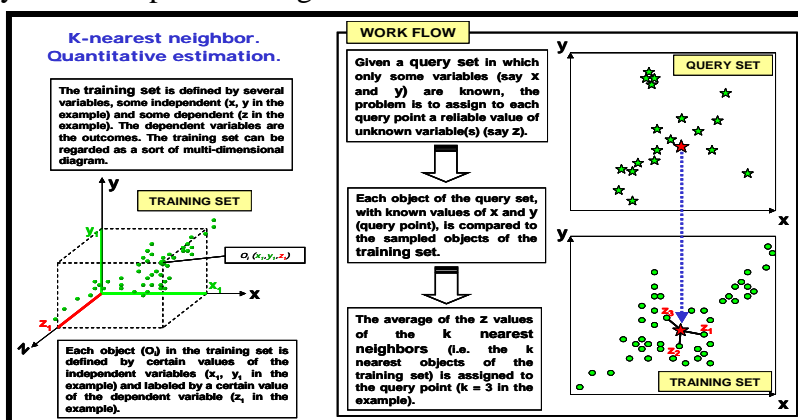 K-nearest neighbor.
Quantitative estimation.
The training set is defined by several
variables, some independent (x, y in the
example) and some dependent (z in the
example). The dependent variables are
the outcomes. The training set can be
regarded as a sort of multi-dimensional
diagram.
y
TRAINING SET
y₁
Oᵢ (x₁,y₁,z₁)
x₁
x
z₁
z
Each object (Oᵢ) in the training set is
defined by certain values of the
independent variables (x₁, y₁ in the
example) and labeled by a certain value
of the dependent variable (z₁ in the
example).
WORK FLOW
Given a query set in which
only some variables (say x
and y) are known, the
problem is to assign to each
query point a reliable value of
unknown variable(s) (say z).
Each object of the query set,
with known values of x and y
(query point), is compared to
the sampled objects of the
training set.
The average of the z values
of the k nearest
neighbors (i.e. the k
nearest objects of the
training set) is assigned to
the query point (k = 3 in the
example).
y
QUERY SET
x
y
z₃
z₁
z₂
TRAINING SET
x